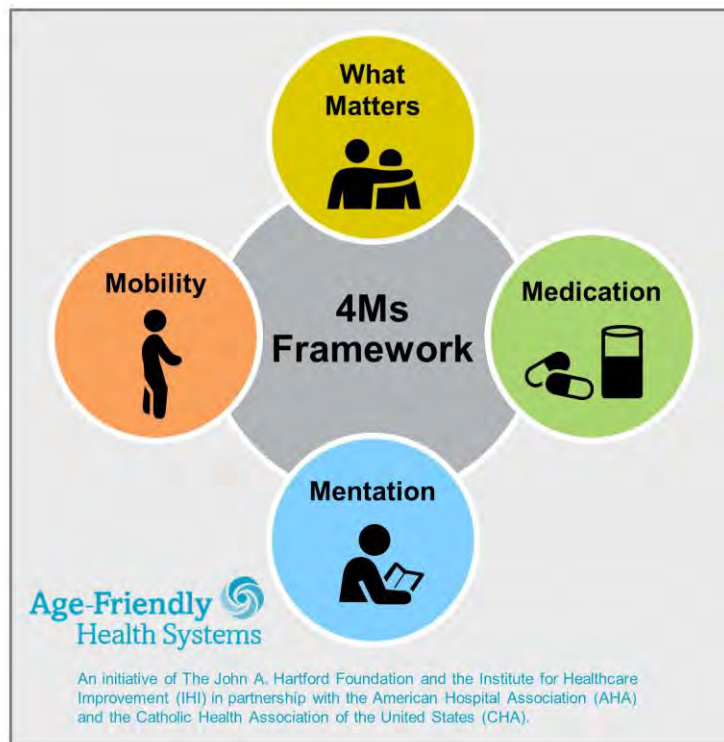 What
Matters
Mobility
4Ms
Framework
Medication
Mentation
Age-Friendly
Health Systems
An initiative of The John A. Hartford Foundation and the Institute for Healthcare
Improvement (IHI) in partnership with the American Hospital Association (AHA)
and the Catholic Health Association of the United States (CHA).